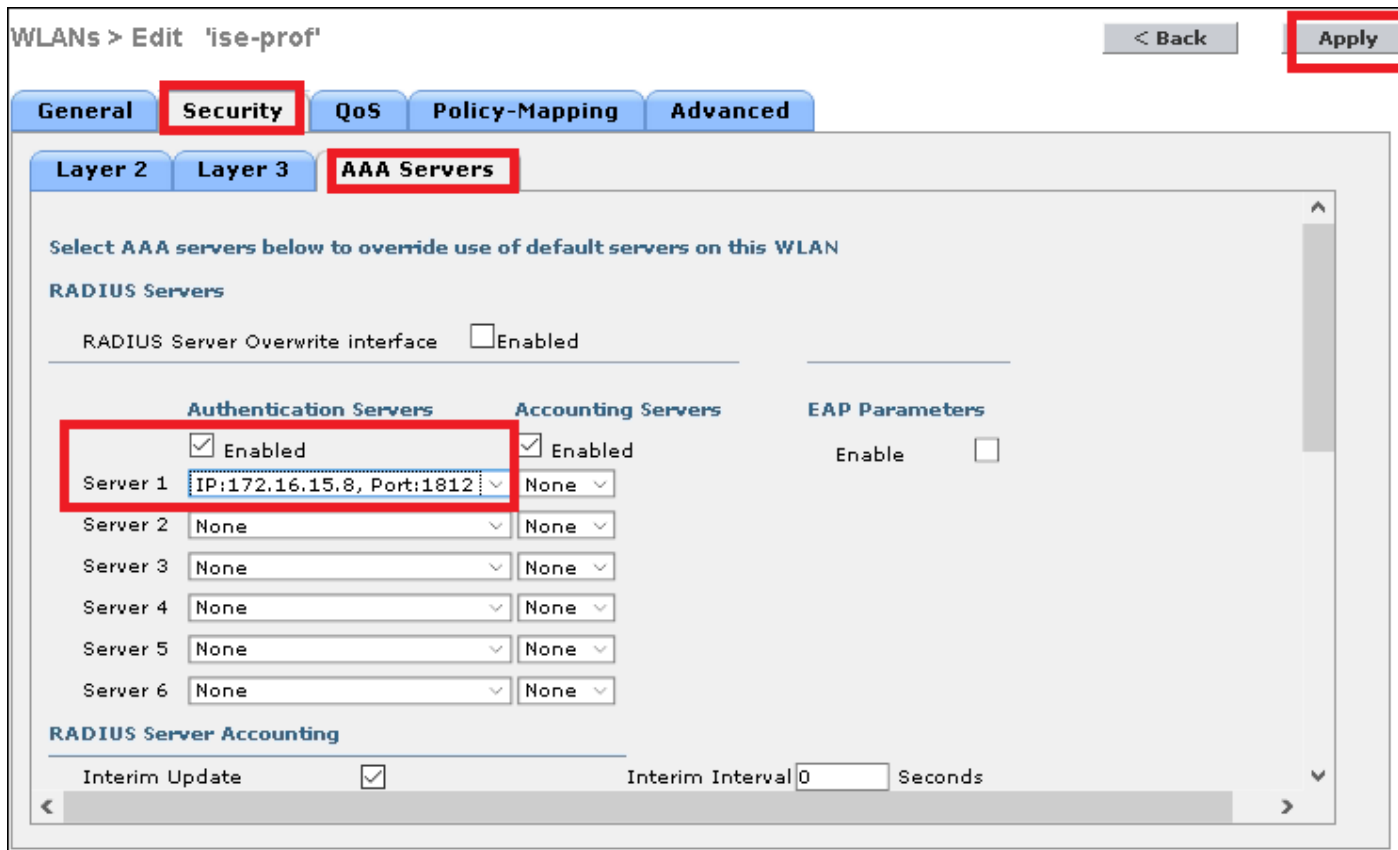 WLANs > Edit 'ise-prof'
< Back
Apply
General Security QoS Policy-Mapping Advanced
Layer 2 Layer 3 AAA Servers
Select AAA servers below to override use of default servers on this WLAN
RADIUS Servers
RADIUS Server Overwrite interface Enabled
Authentication Servers Accounting Servers EAP Parameters
Enabled Enabled Enable
Server 1 IP:172.16.15.8, Port:1812 None
Server 2 None None
Server 3 None None
Server 4 None None
Server 5 None None
Server 6 None None
RADIUS Server Accounting
Interim Update Interim Interval 0 Seconds